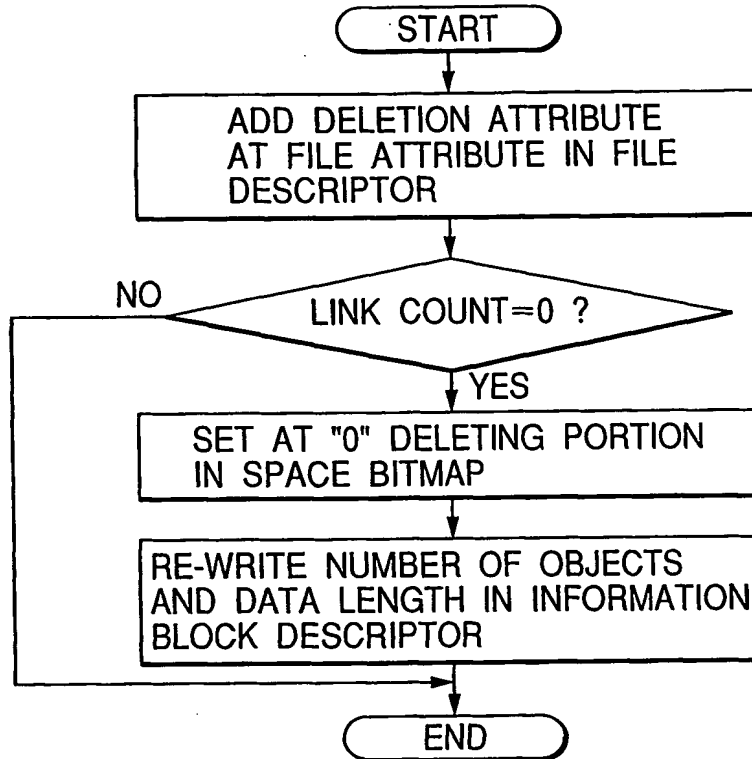 START
ADD DELETION ATTRIBUTE
AT FILE ATTRIBUTE IN FILE
DESCRIPTOR
NO
LINK COUNT=0 ?
YES
SET AT "0" DELETING PORTION
IN SPACE BITMAP
RE-WRITE NUMBER OF OBJECTS
AND DATA LENGTH IN INFORMATION
BLOCK DESCRIPTOR
END